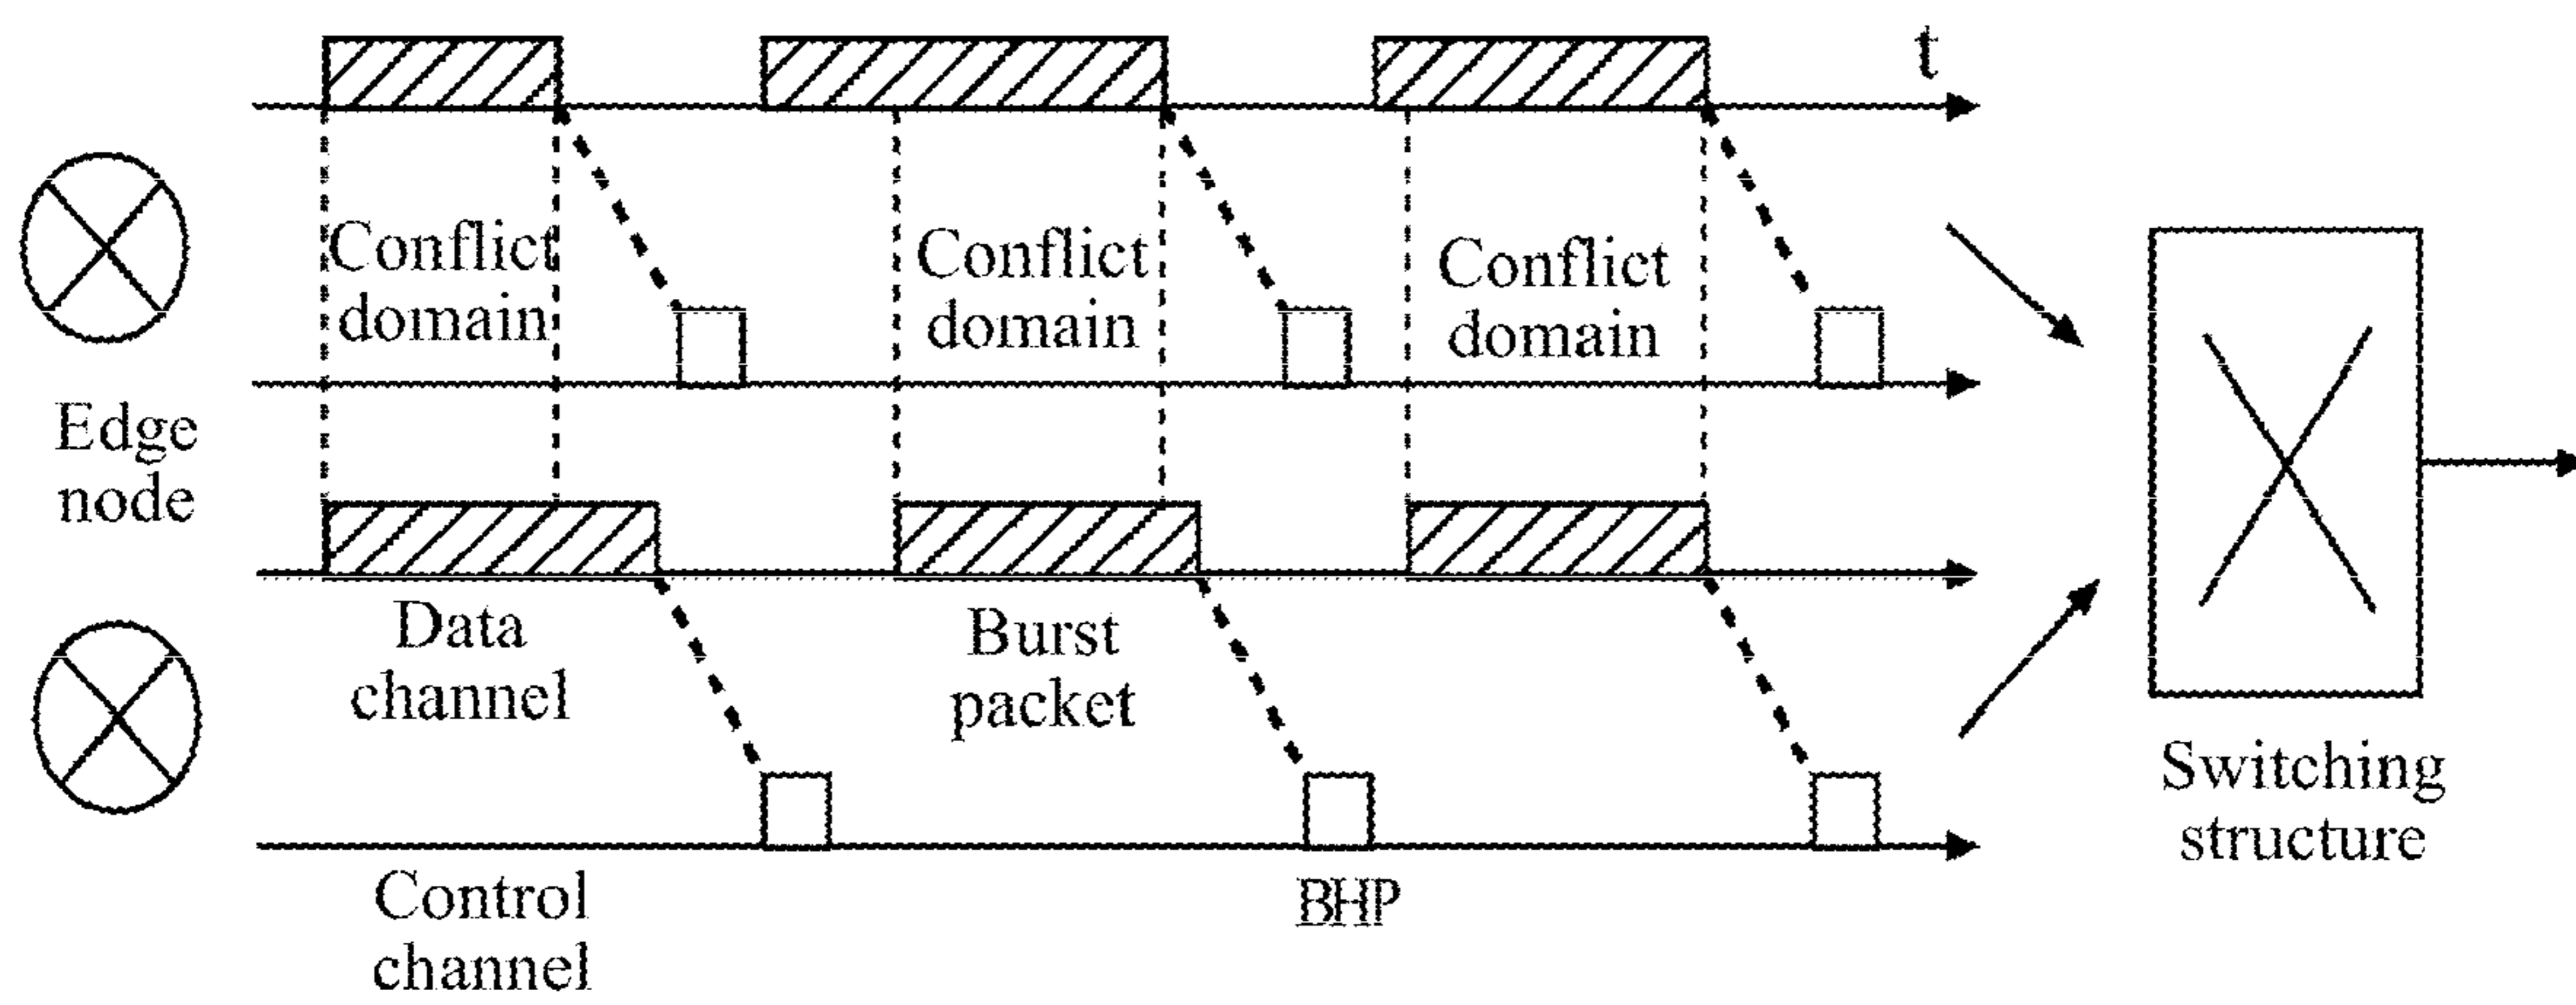 t
Conflict
domain
Conflict
domain
Conflict
domain
Edge
node
Data
channel
Burst
packet
Switching
structure
Control
channel
BHP